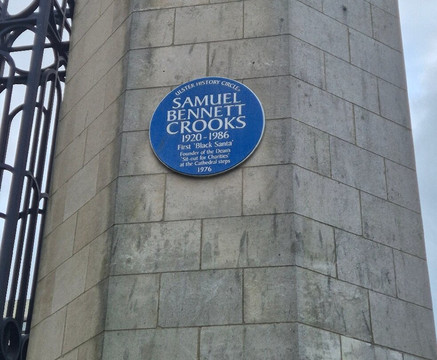 ULSTER HISTORY CIRCLE
SAMUEL
BENNETT
CROOKS
1920 - 1986
First 'Black Santa'
Founder of the Dean's
'Sit-out for Charities'
at the Cathedral steps
1976